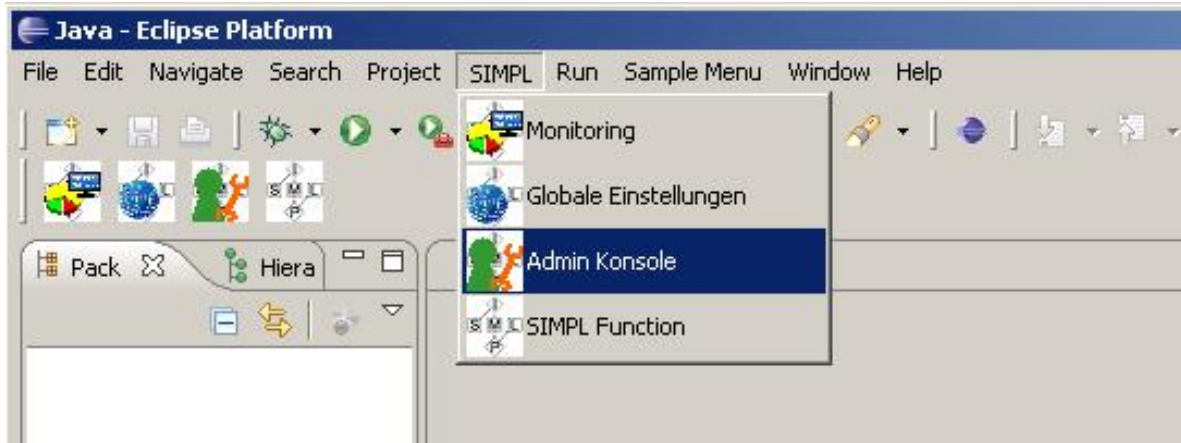 Java - Eclipse Platform
File Edit Navigate Search Project SIMPL Run Sample Menu Window Help
Monitoring
Globale Einstellungen
Admin Konsole
SIMPL Function
Pack Hiera